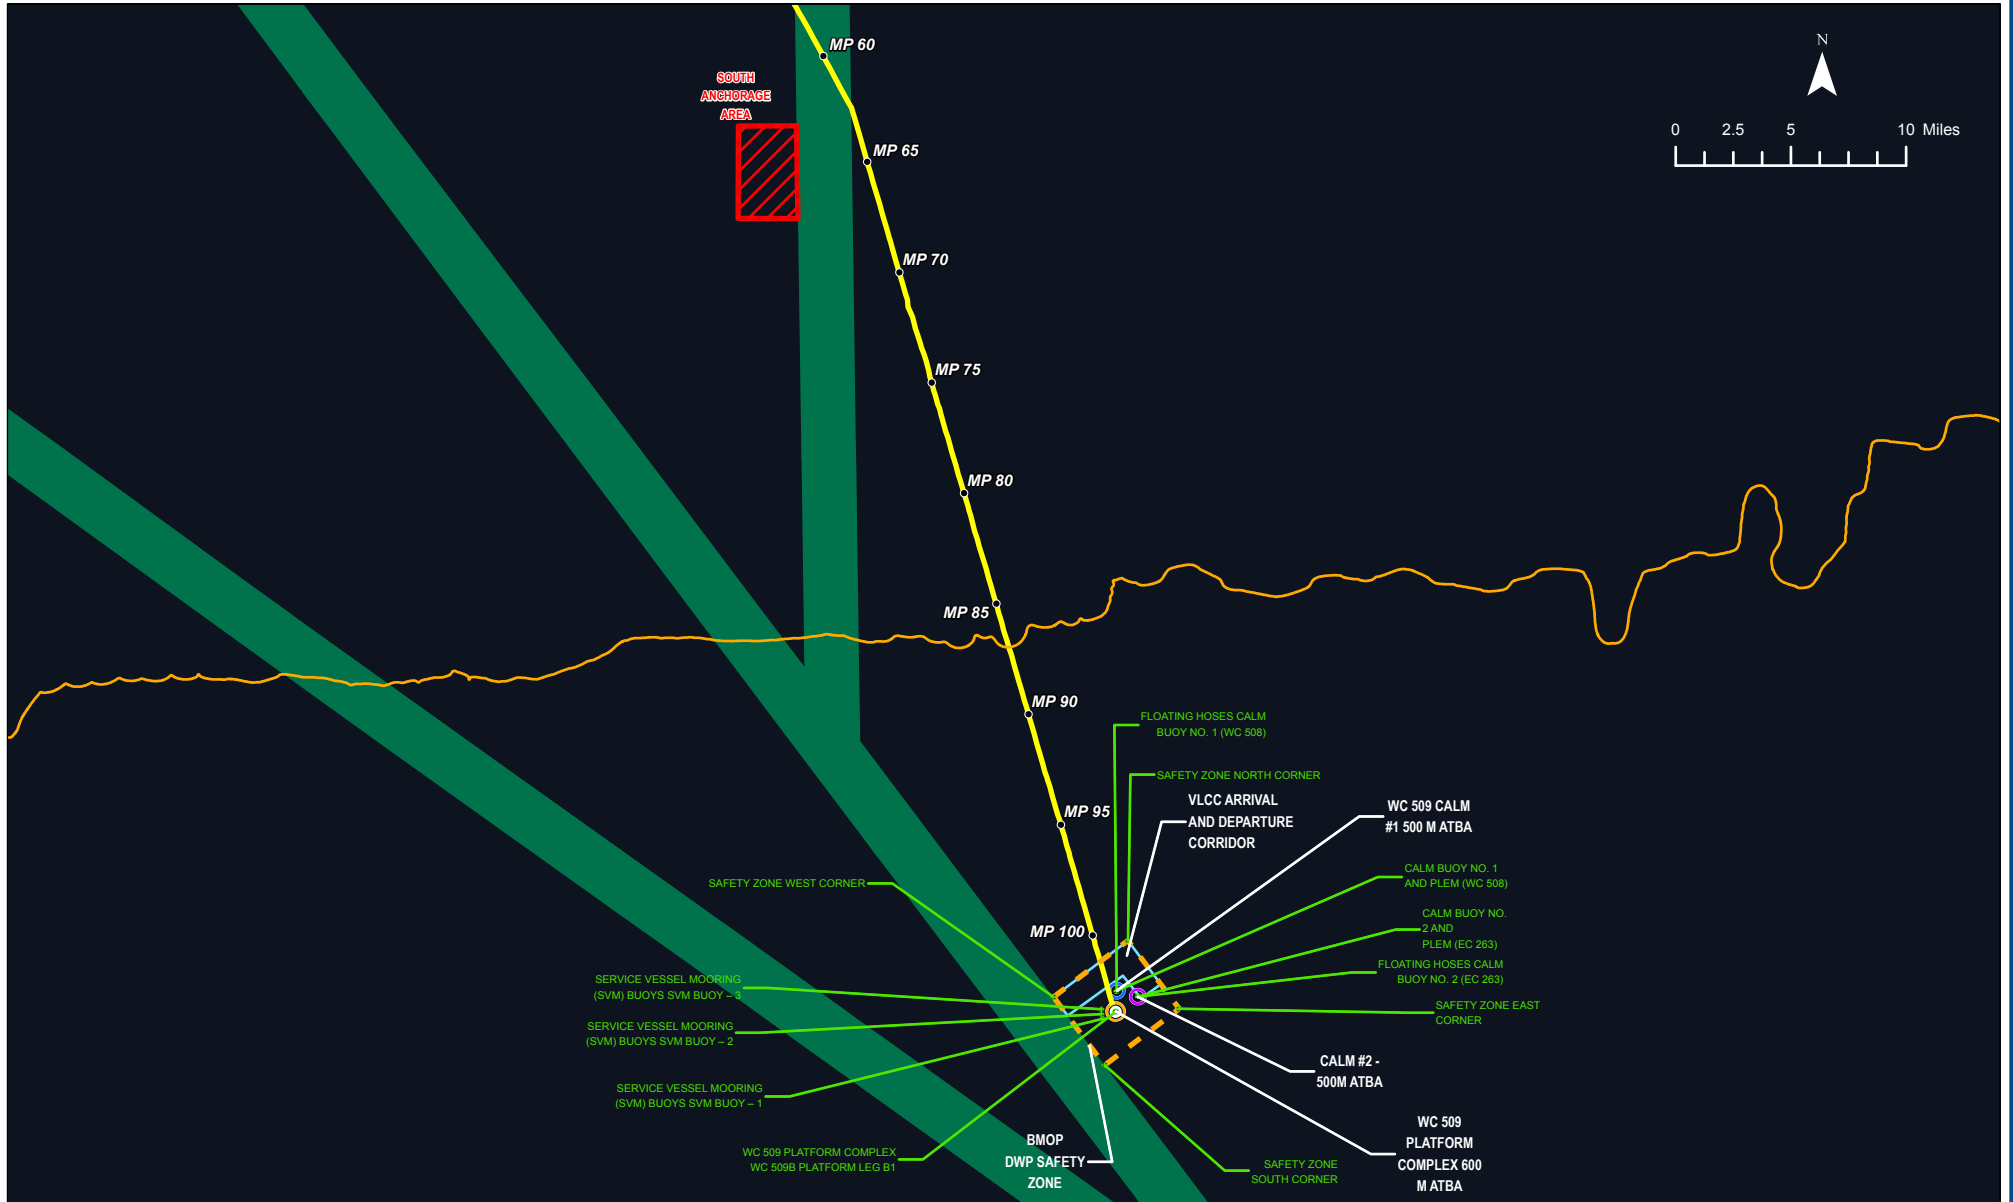 MP 60
N
SOUTH
ANCHORAGE
AREA
0 2.5 5 10 Miles
MP 65
MP 70
MP 75
MP 80
MP 85
MP 90
FLOATING HOSES CALM
BUOY NO. 1 (WC 508)
SAFETY ZONE NORTH CORNER
VLCC ARRIVAL
AND DEPARTURE
CORRIDOR
WC 509 CALM
#1 500 M ATBA
MP 95
CALM BUOY NO. 1
AND PLEM (WC 508)
SAFETY ZONE WEST CORNER
CALM BUOY NO.
2 AND
PLEM (EC 263)
MP 100
FLOATING HOSES CALM
BUOY NO. 2 (EC 263)
SERVICE VESSEL MOORING
(SVM) BUOYS SVM BUOY – 3
SAFETY ZONE EAST
CORNER
SERVICE VESSEL MOORING
(SVM) BUOYS SVM BUOY – 2
CALM #2 -
500M ATBA
SERVICE VESSEL MOORING
(SVM) BUOYS SVM BUOY – 1
WC 509
PLATFORM
COMPLEX 600
M ATBA
BMOP
DWP SAFETY
ZONE
WC 509 PLATFORM COMPLEX
WC 509B PLATFORM LEG B1
SAFETY ZONE
SOUTH CORNER